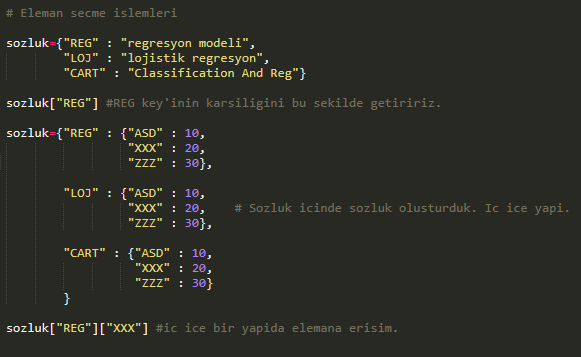 # Eleman secme islemleri
sozluk={"REG" : "regresyon modeli",
"LOJ" : "lojistik regresyon",
"CART" : "Classification And Reg"}
sozluk["REG"] #REG key'inin karsiligini bu sekilde getiririz.
sozluk={"REG" : {"ASD" : 10,
"XXX" : 20,
"ZZZ" : 30},
"LOJ" : {"ASD" : 10,
"XXX" : 20, # Sozluk icinde sozluk olusturduk. Ic ice yapi.
"ZZZ" : 30},
"CART" : {"ASD" : 10,
"XXX" : 20,
"ZZZ" : 30}
}
sozluk["REG"]["XXX"] #ic ice bir yapida elemana erisim.